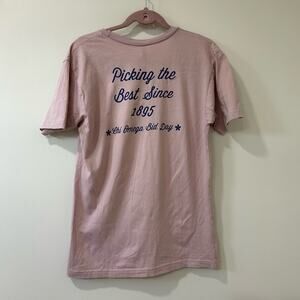 Picking the
Best Since
1895
*Chi Omega Bid Day*